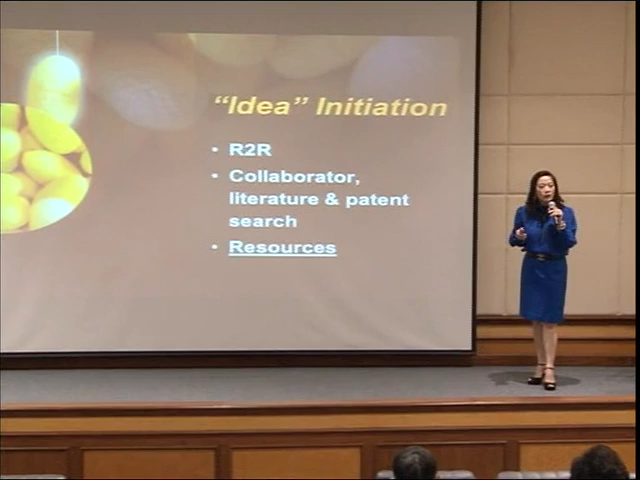 “Idea” Initiation
• R2R
• Collaborator,
literature & patent
search
• Resources